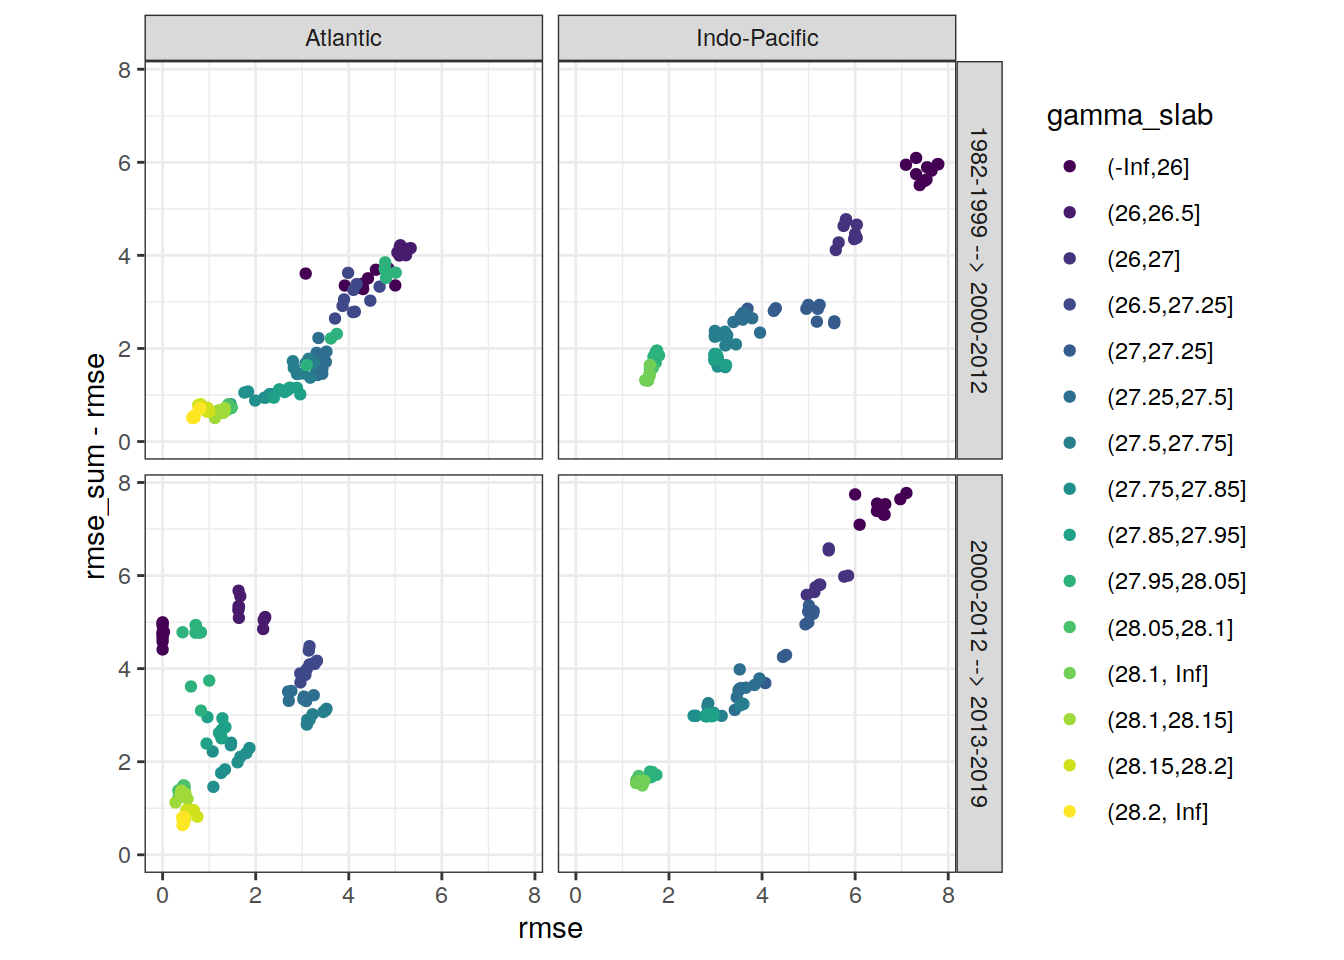 Atlantic
Indo-Pacific
8
6
4
2
0
1982-1999 --> 2000-2012
8
6
4
2
0
2000-2012 --> 2013-2019
0 2 4 6 8
0 2 4 6 8
rmse
rmse_sum - rmse
gamma_slab
(-Inf,26]
(26,26.5]
(26,27]
(26.5,27.25]
(27,27.25]
(27.25,27.5]
(27.5,27.75]
(27.75,27.85]
(27.85,27.95]
(27.95,28.05]
(28.05,28.1]
(28.1, Inf]
(28.1,28.15]
(28.15,28.2]
(28.2, Inf]